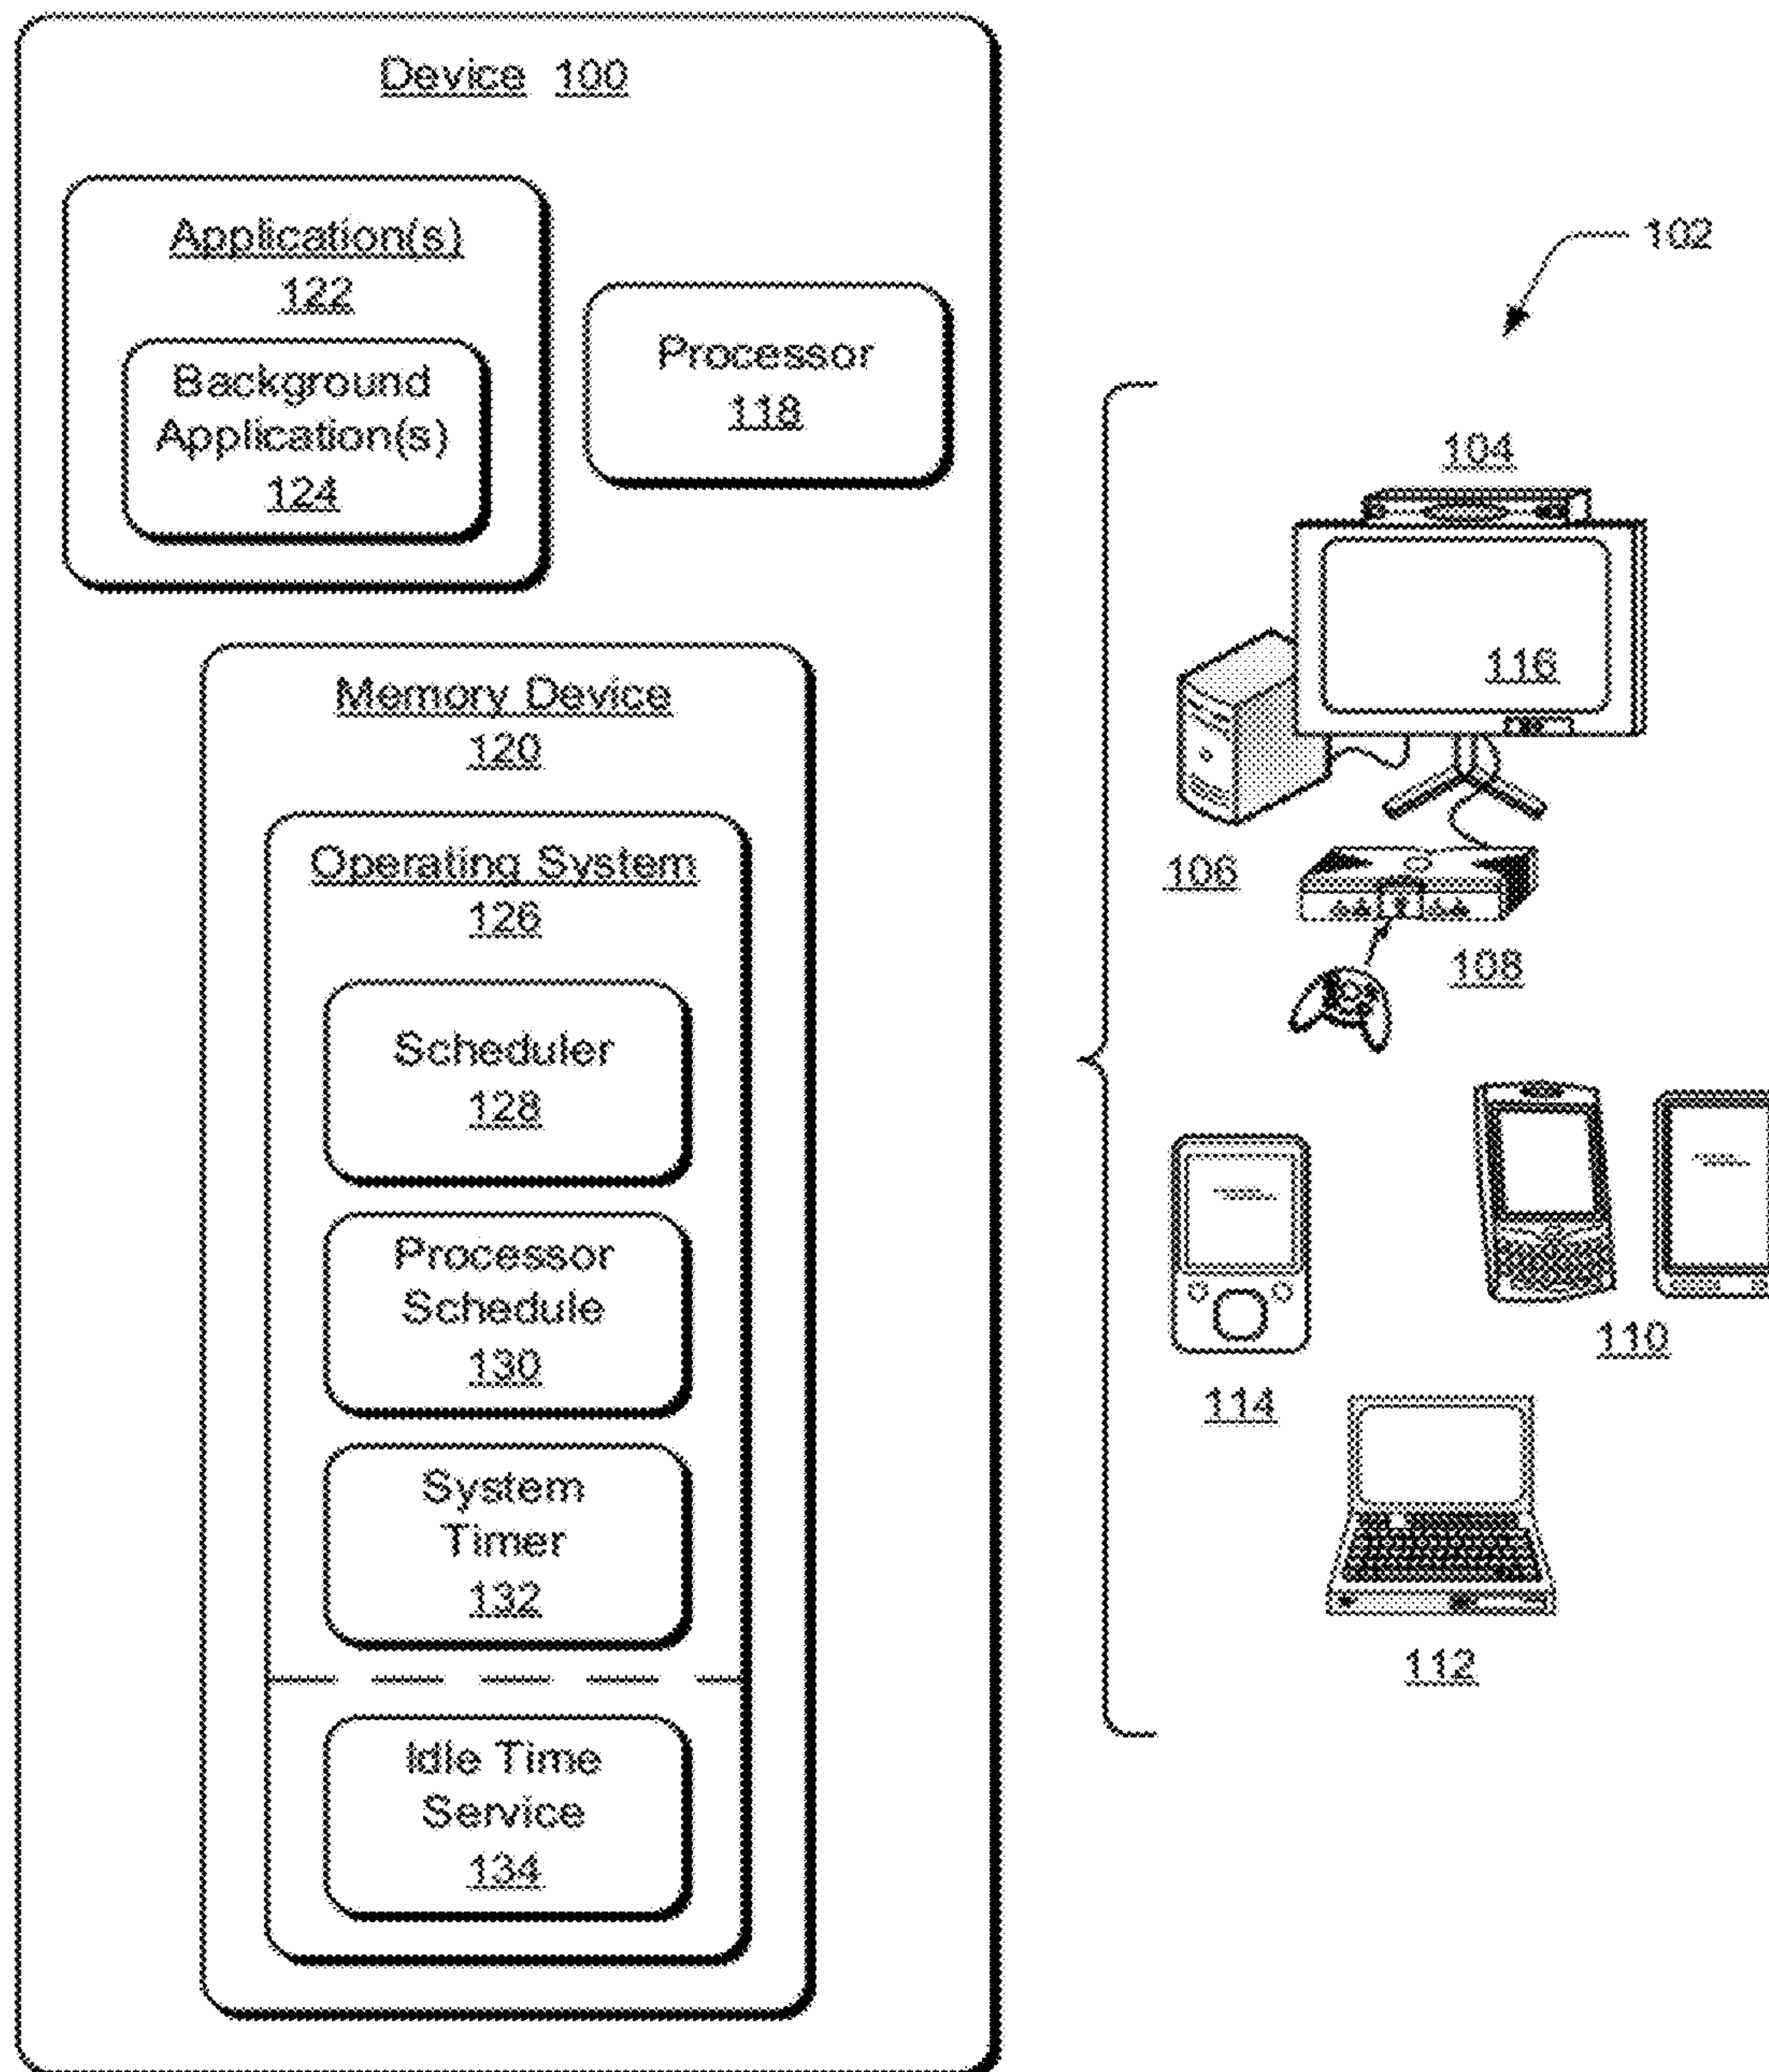 Device 100
Application(s)
122
Background
Application(s)
124
Processor
118
Memory Device
120
Operating System
126
Scheduler
128
Processor
Schedule
130
System
Timer
132
Idle Time
Service
134
102
104
116
106
108
110
114
112